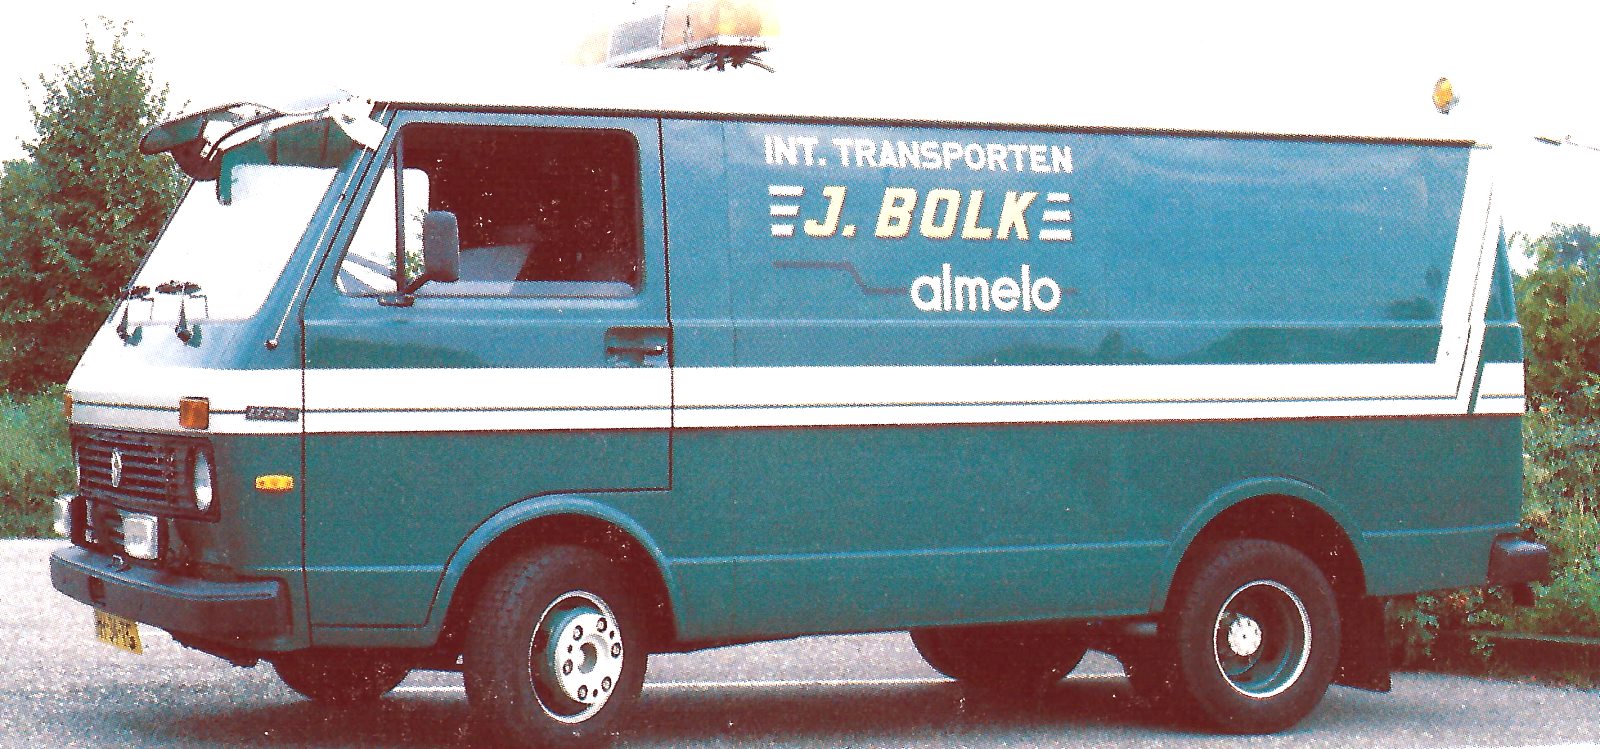 INT. TRANSPORTEN
J. BOLK
almelo